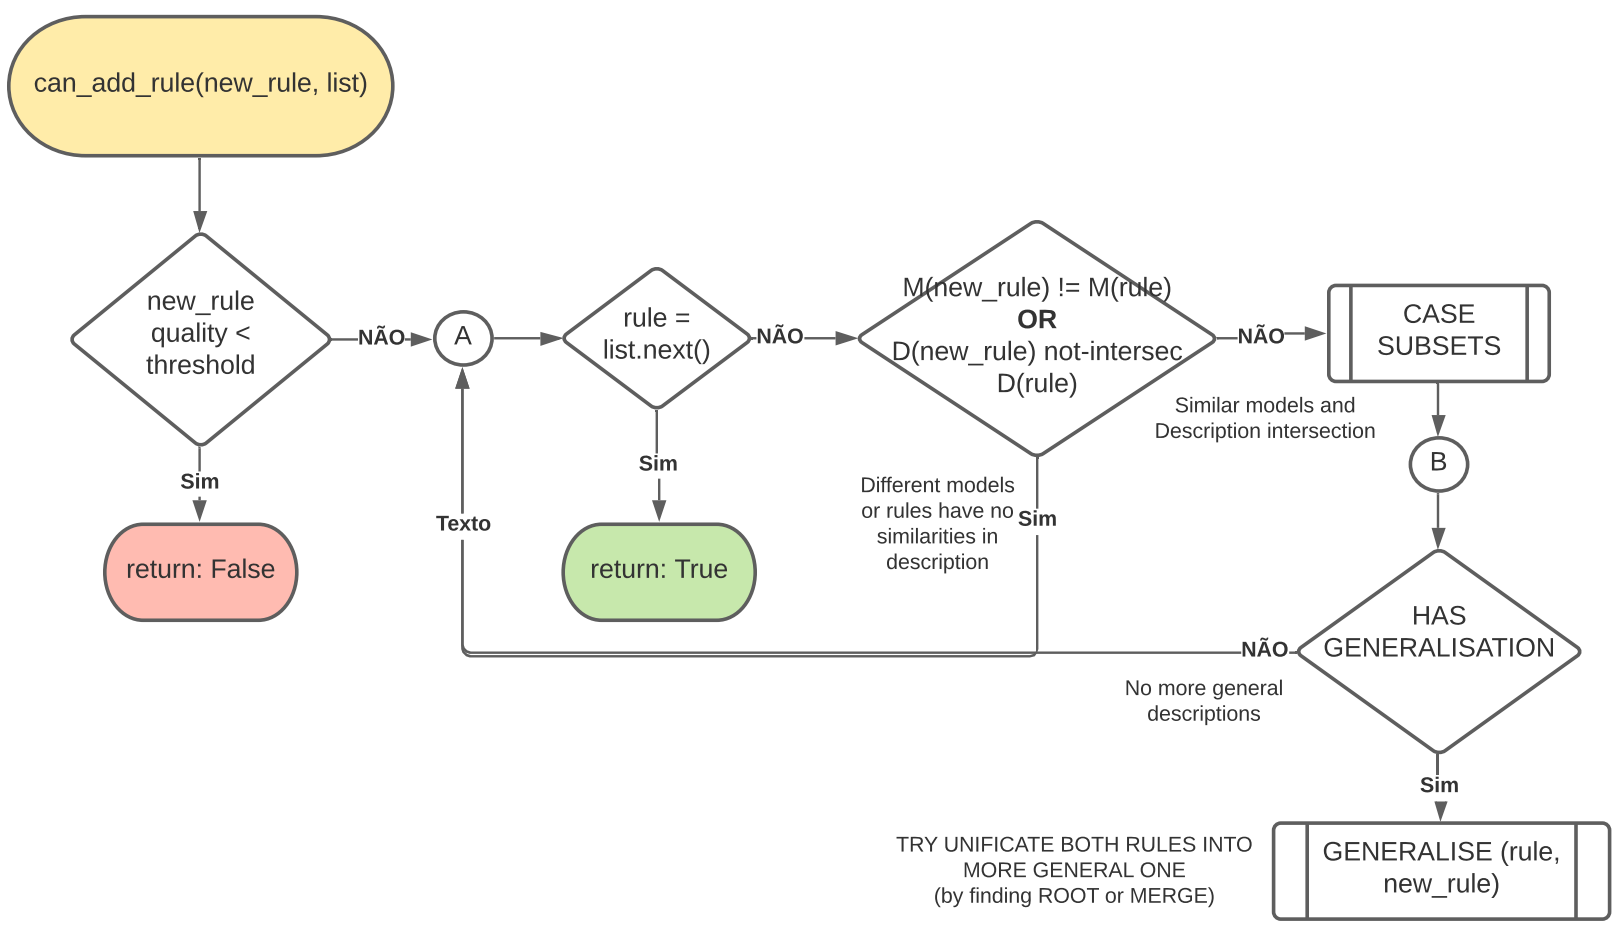 can_add_rule(new_rule, list)
new_rule
quality <
threshold
NÃO
A
rule =
list.next()
NÃO
M(new_rule) != M(rule)
OR
D(new_rule) not-intersec
D(rule)
NÃO
CASE
SUBSETS
Similar models and
Description intersection
Sim
return: False
Sim
return: True
Texto
Different models
or rules have no
similarities in
description
Sim
B
HAS
GENERALISATION
NÃO
No more general
descriptions
Sim
TRY UNIFICATE BOTH RULES INTO
MORE GENERAL ONE
(by finding ROOT or MERGE)
GENERALISE (rule,
new_rule)